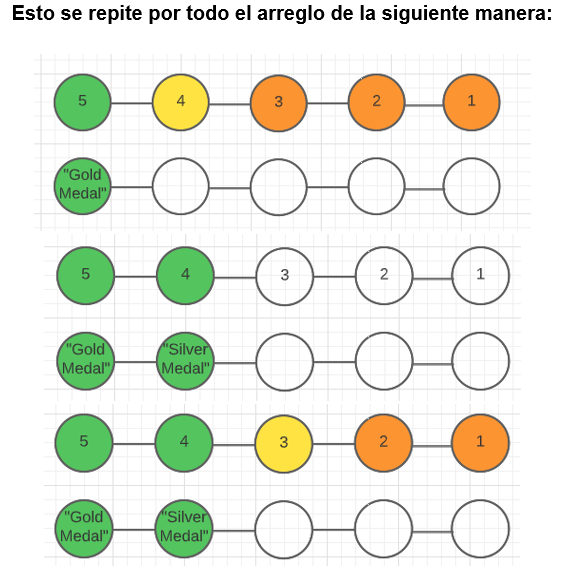 Esto se repite por todo el arreglo de la siguiente manera:
5 4 3 2 1
"Gold
Medal"
5 4 3 2 1
"Gold "Silver
Medal" Medal"
5 4 3 2 1
"Gold "Silver
Medal" Medal"